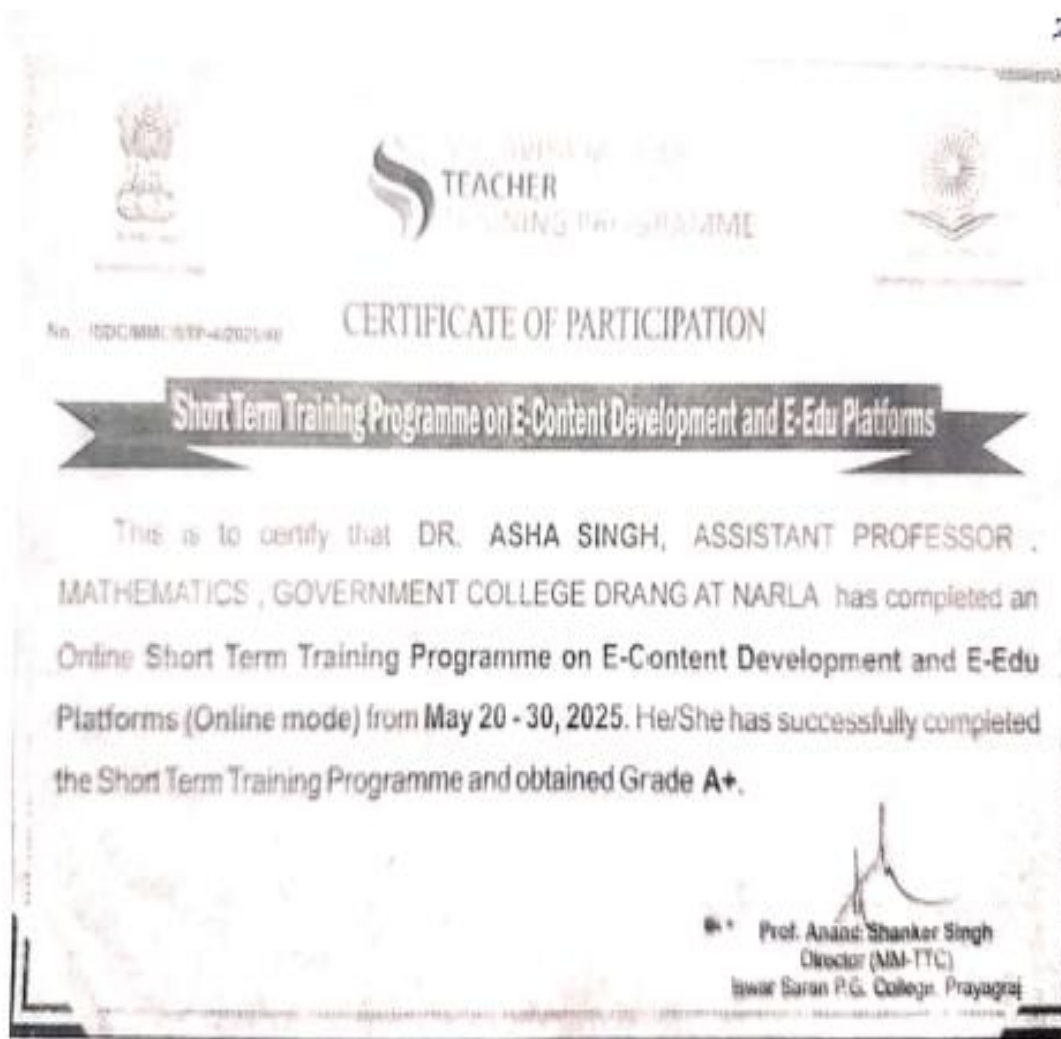 TEACHER
TRAINING PROGRAMME
CERTIFICATE OF PARTICIPATION
No.
Short Term Training Programme on E-Content Development and E-Edu Platforms
This is to certify that DR. ASHA SINGH, ASSISTANT PROFESSOR ,
MATHEMATICS , GOVERNMENT COLLEGE DRANG AT NARLA has completed an
Online Short Term Training Programme on E-Content Development and E-Edu
Platforms (Online mode) from May 20 - 30, 2025. He/She has successfully completed
the Short Term Training Programme and obtained Grade A+.
Prof. Anand Shanker Singh
Director (MM-TTC)
Iswar Saran P.G. College, Prayagraj